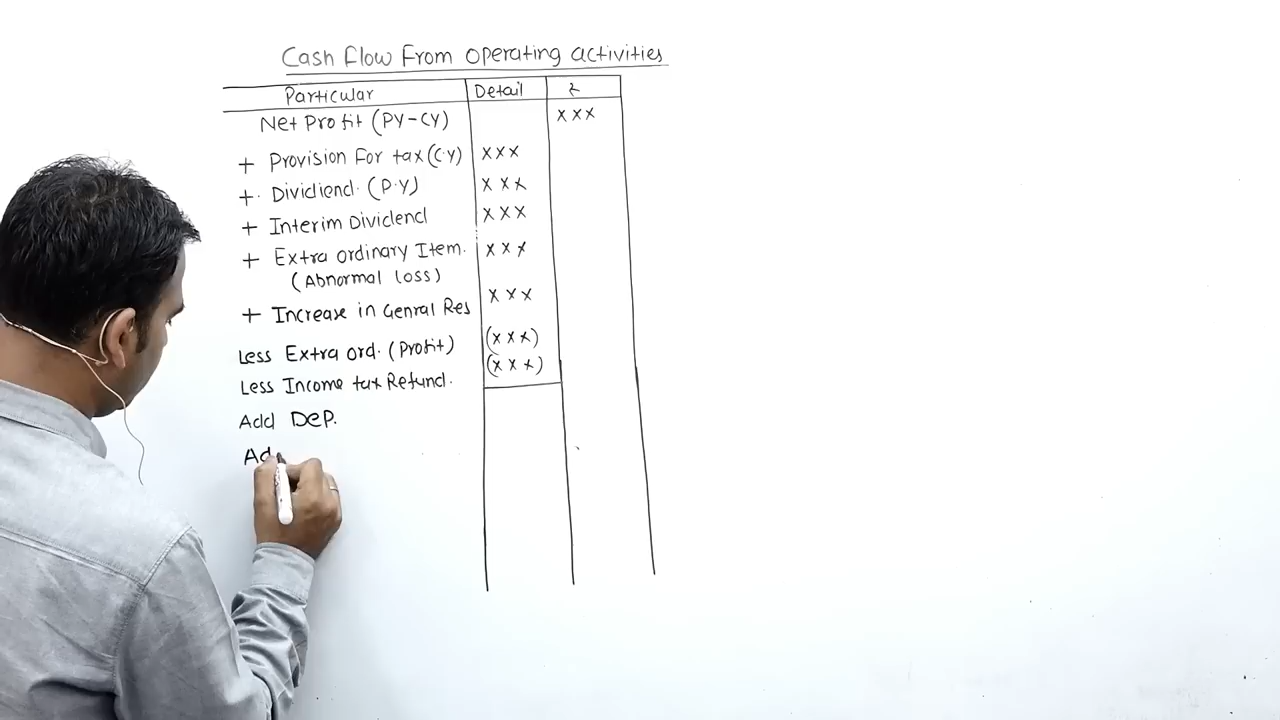 Cash Flow From Operating activities
Particular Detail ₹
Net Profit (PY-CY) xxx
+ Provision For tax (C.Y) xxx
+. Dividiend. (P.Y) xxx
+ Interim Dividend xxx
+ Extra ordinary Item. xxx
(Abnormal loss)
+ Increase in Genral Res xxx
Less Extra ord. (Profit) (xxx)
Less Income tax Refund. (xxx)
Add Dep.
Ad